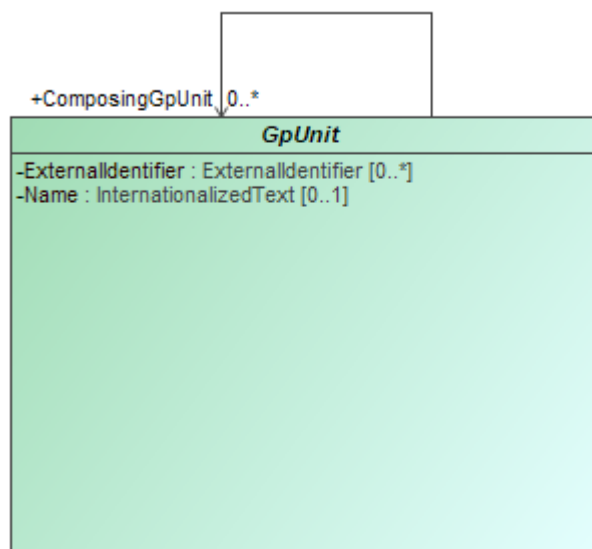 +ComposingGpUnit 0..*
GpUnit
-ExternalIdentifier : ExternalIdentifier [0..*]
-Name : InternationalizedText [0..1]